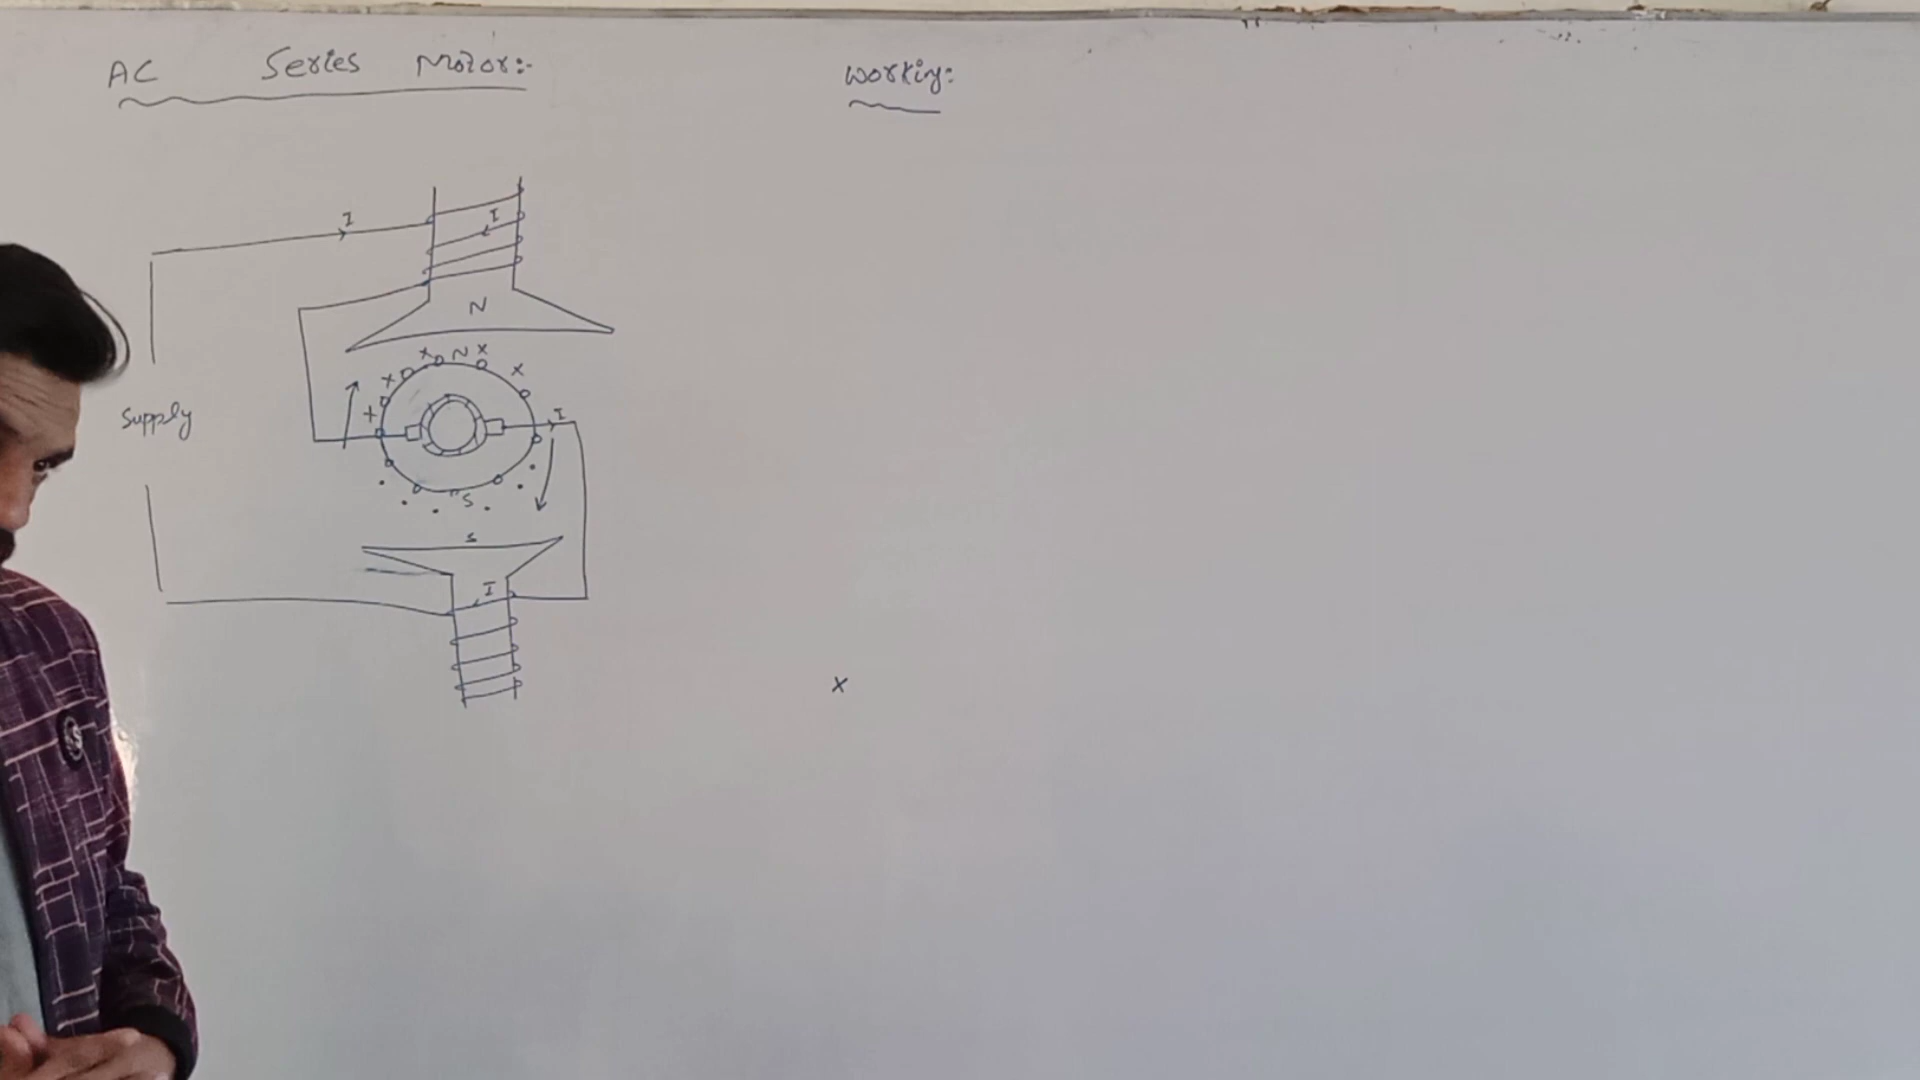 AC Series Motor:-
Working:
I
I
N
x N x
x
x
+
I
Supply
S
S
I
x